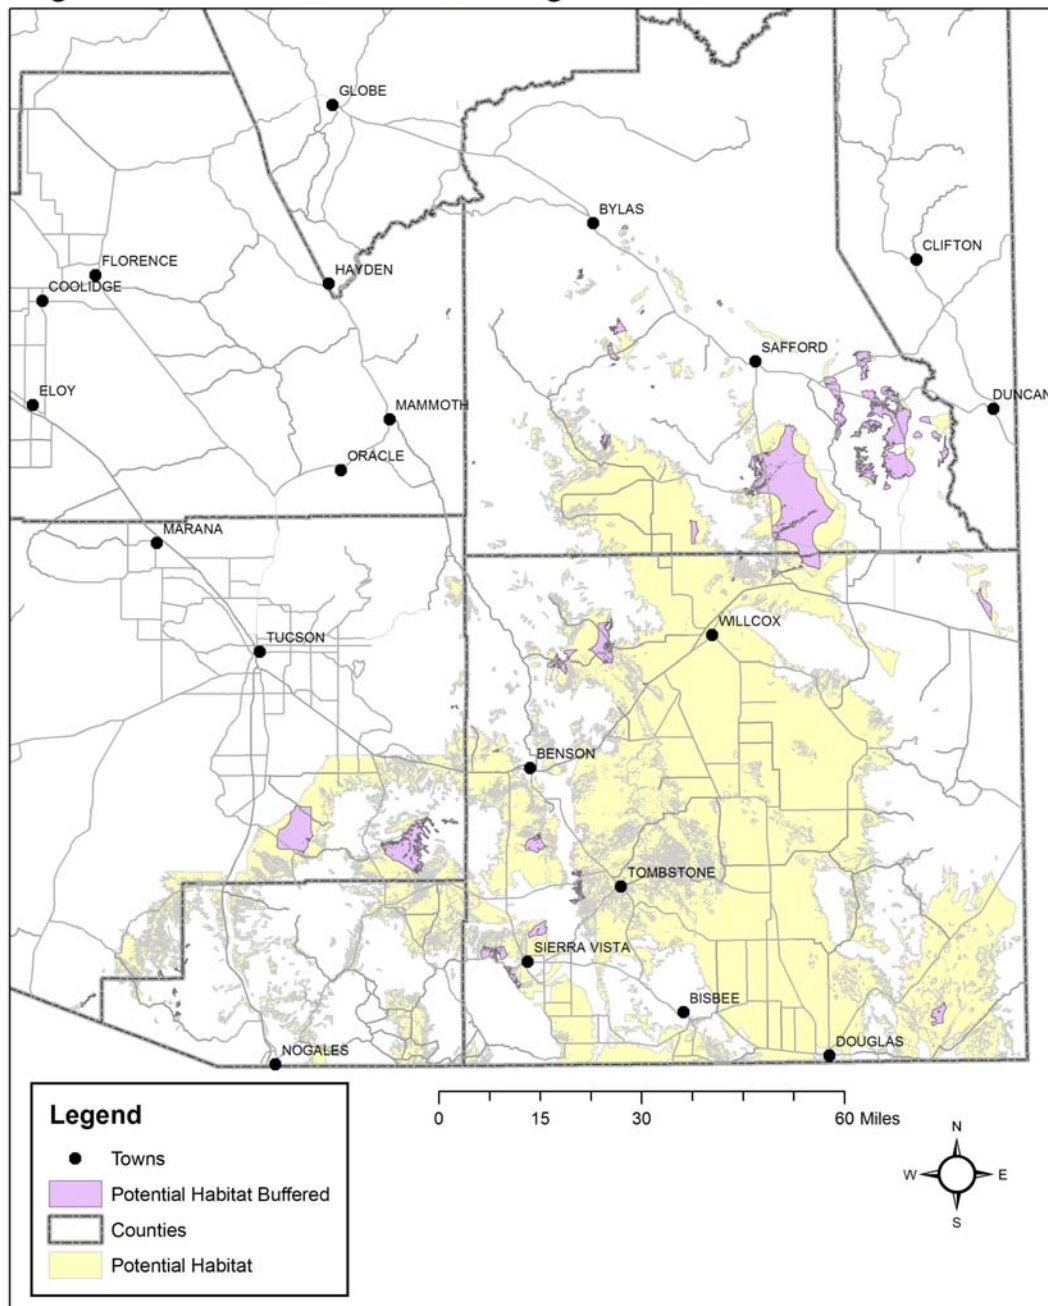 GLOBE
BYLAS
CLIFTON
FLORENCE
HAYDEN
COOLIDGE
SAFFORD
ELOY
DUNCAN
MAMMOTH
ORACLE
MARANA
WILLCOX
TUCSON
BENSON
TOMBSTONE
SIERRA VISTA
BISBEE
DOUGLAS
NOGALES
Legend
Towns
Potential Habitat Buffered
Counties
Potential Habitat
0 15 30 60 Miles
N
W E
S